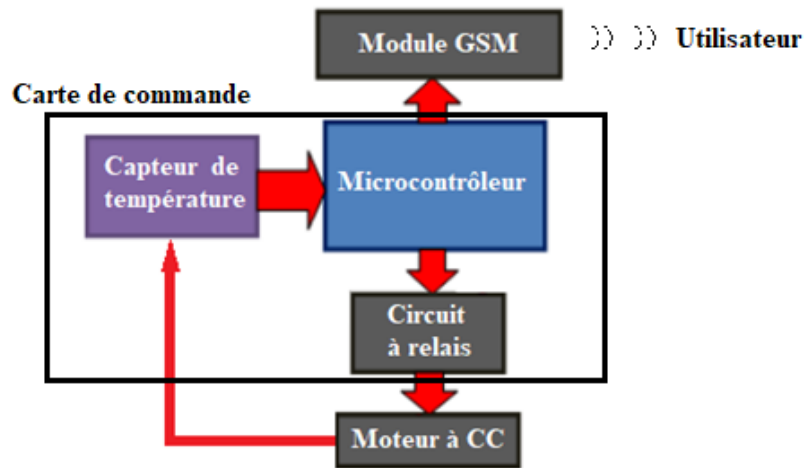 Module GSM
Utilisateur
Carte de commande
Capteur de
température
Microcontrôleur
Circuit
à relais
Moteur à CC